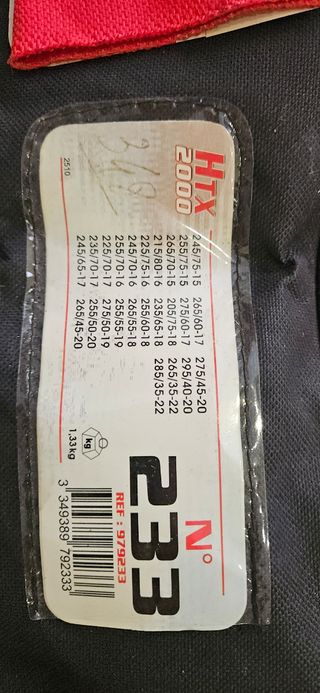 HTX
2000
245/75-15 265/60-17 275/45-20
255/75-15 275/60-17 295/40-20
265/70-15 205/75-18 265/35-22
215/80-16 235/65-18 285/35-22
225/75-16 255/60-18
245/70-16 265/55-18
255/70-16 255/55-19
225/70-17 275/50-19
235/70-17 255/50-20
245/65-17 265/45-20
2510
kg
1,33kg
N°
233
REF : 979233
3 349389 792333